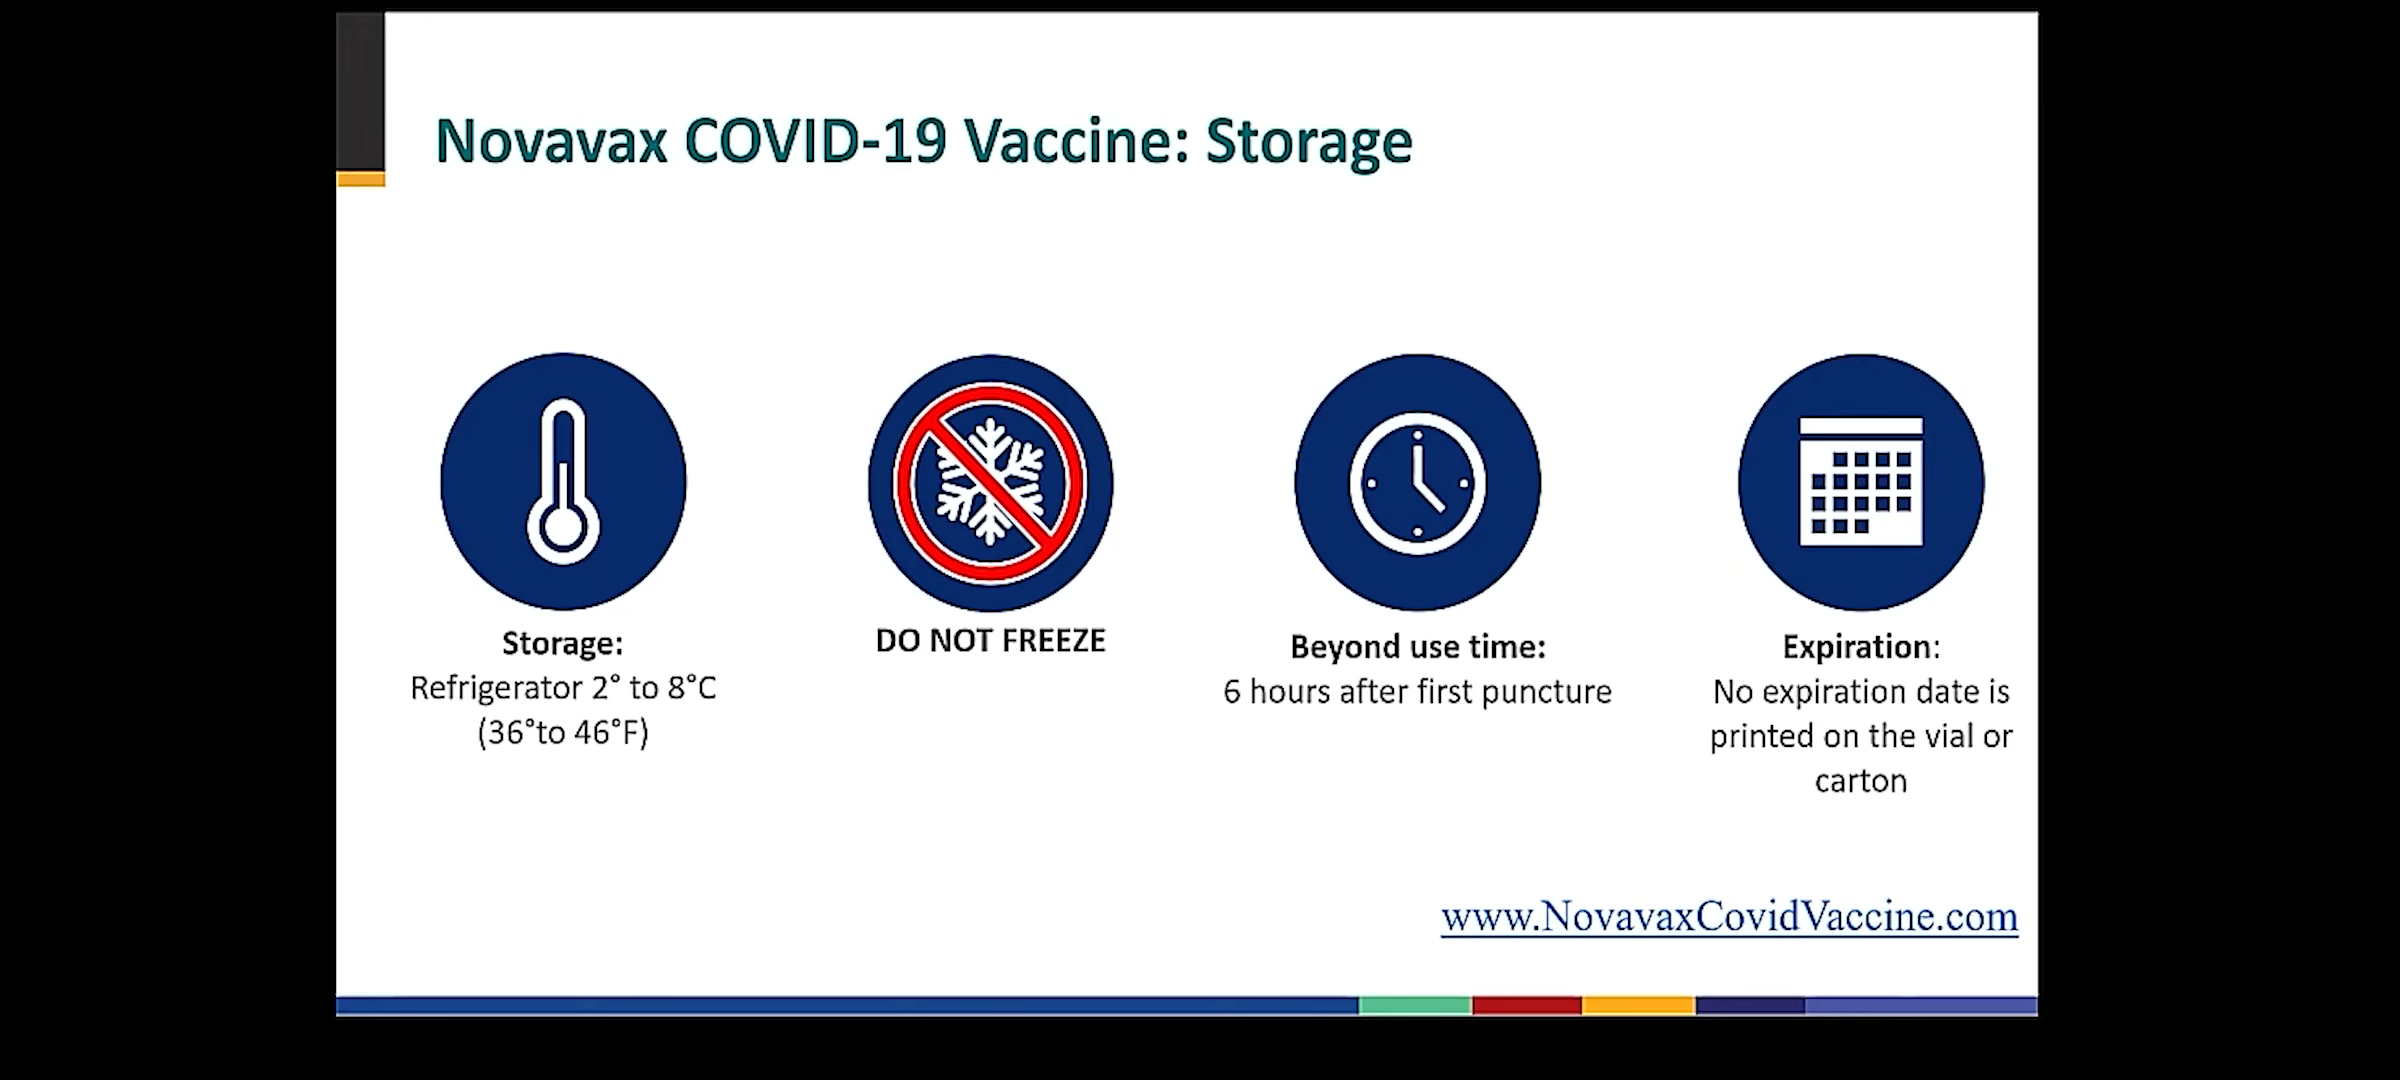 Novavax COVID-19 Vaccine: Storage
Storage:
Refrigerator 2° to 8°C
(36°to 46°F)
DO NOT FREEZE
Beyond use time:
6 hours after first puncture
Expiration:
No expiration date is
printed on the vial or
carton
www.NovavaxCovidVaccine.com